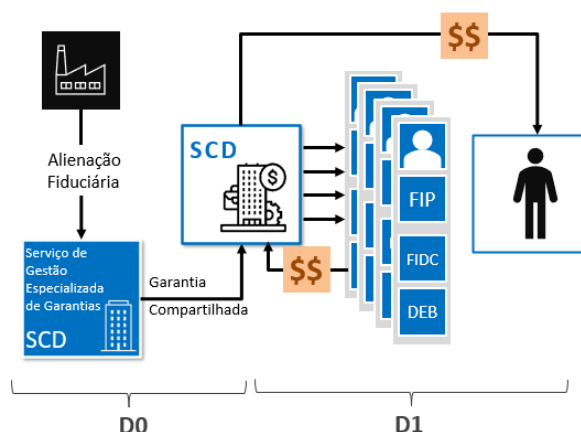 $$
Alienação
Fiduciária
SCD
$
FIP
FIDC
DEB
Serviço de
Gestão
Especializada
de Garantias
SCD
Garantia
Compartilhada
$$
D0
D1